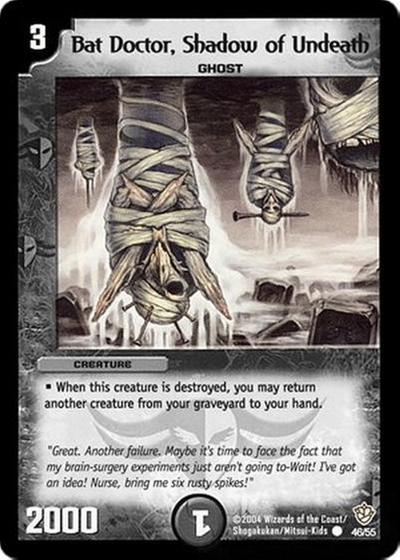 3
Bat Doctor, Shadow of Undeath
GHOST
CREATURE
▪ When this creature is destroyed, you may return
another creature from your graveyard to your hand.
"Great. Another failure. Maybe it's time to face the fact that
my brain-surgery experiments just aren't going to-Wait! I've got
an idea! Nurse, bring me six rusty spikes!"
2000
1
©2004 Wizards of the Coast/
Shogakukan/Mitsui-Kids
46/55